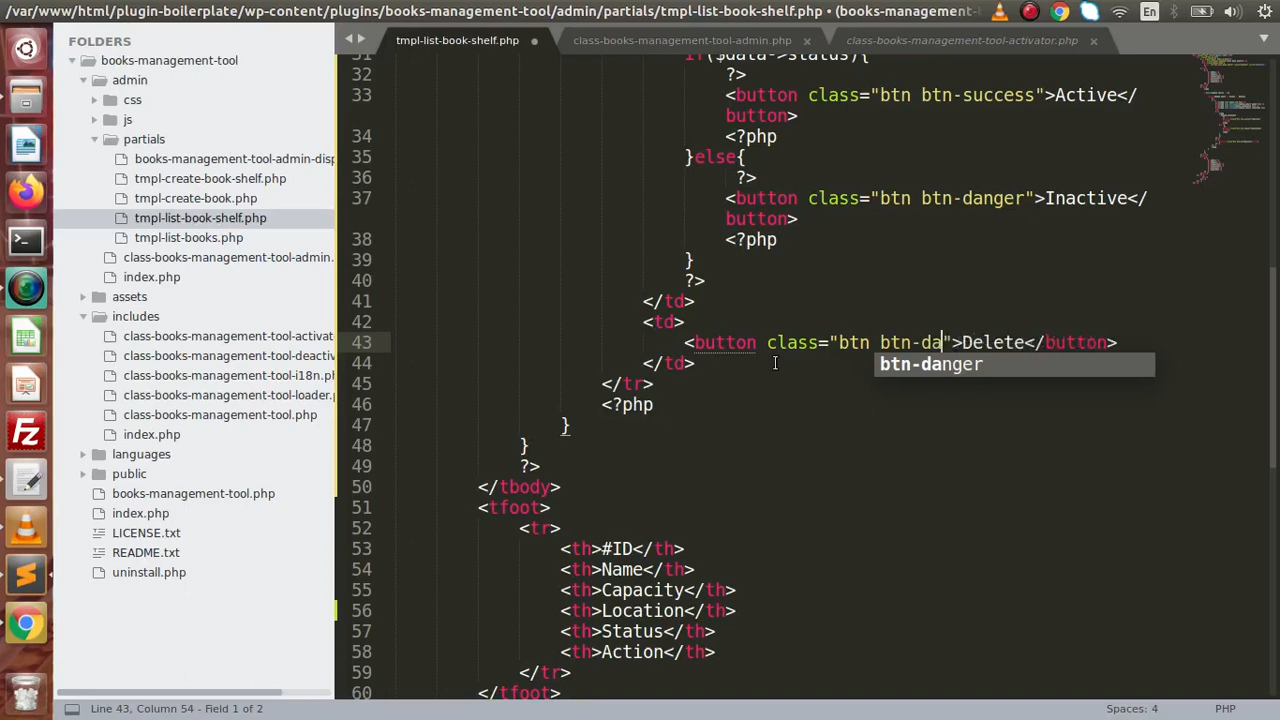 /var/www/html/plugin-boilerplate/wp-content/plugins/books-management-tool/admin/partials/tmpl-list-book-shelf.php • (books-management-
En
FOLDERS
books-management-tool
admin
css
js
partials
books-management-tool-admin-disp
tmpl-create-book-shelf.php
tmpl-create-book.php
tmpl-list-book-shelf.php
tmpl-list-books.php
class-books-management-tool-admin.
index.php
assets
includes
class-books-management-tool-activat
class-books-management-tool-deactiv
class-books-management-tool-i18n.ph
class-books-management-tool-loader.
class-books-management-tool.php
index.php
languages
public
books-management-tool.php
index.php
LICENSE.txt
README.txt
uninstall.php
tmpl-list-book-shelf.php
class-books-management-tool-admin.php
class-books-management-tool-activator.php
31 if($data->status){
32 ?>
33 <button class="btn btn-success">Active</
button>
34 <?php
35 }else{
36 ?>
37 <button class="btn btn-danger">Inactive</
button>
38 <?php
39 }
40 ?>
41 </td>
42 <td>
43 <button class="btn btn-da">Delete</button>
btn-danger
44 </td>
45 </tr>
46 <?php
47 }
48 }
49 ?>
50 </tbody>
51 <tfoot>
52 <tr>
53 <th>#ID</th>
54 <th>Name</th>
55 <th>Capacity</th>
56 <th>Location</th>
57 <th>Status</th>
58 <th>Action</th>
59 </tr>
60 </tfoot>
Line 43, Column 54 - Field 1 of 2
Spaces: 4
PHP